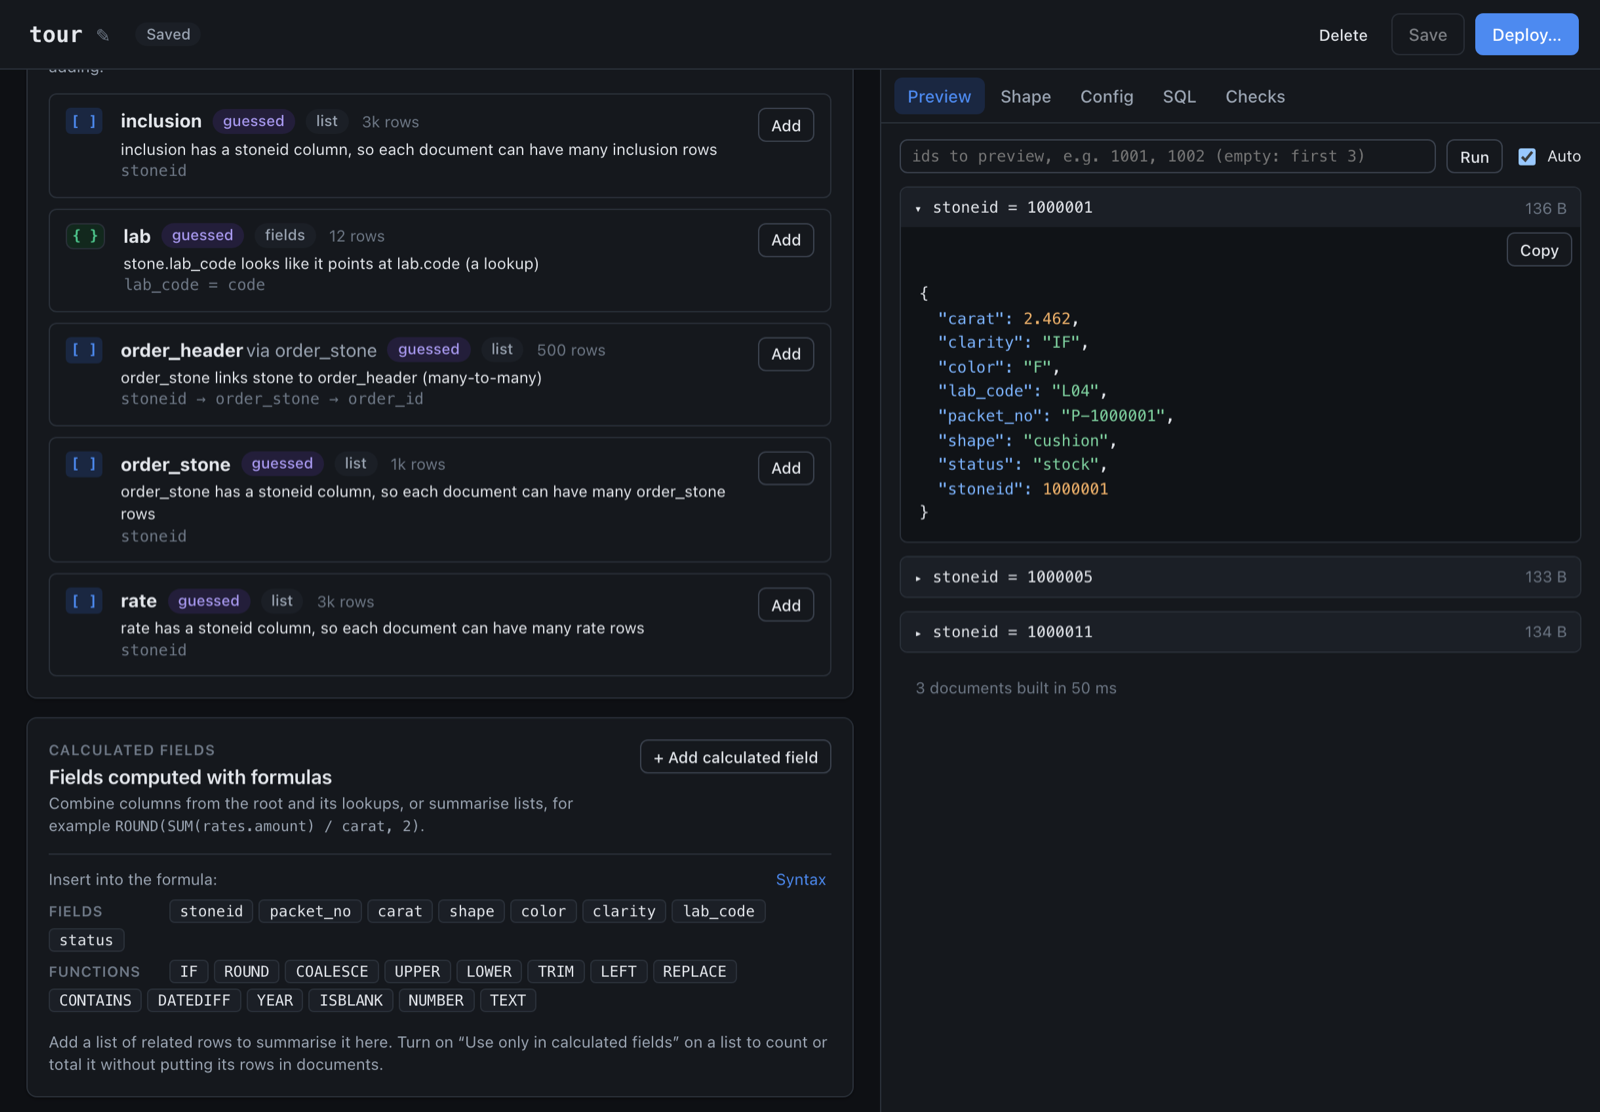 tour ✎ Saved
Delete Save Deploy...
adding.
[ ] inclusion guessed list 3k rows Add
inclusion has a stoneid column, so each document can have many inclusion rows
stoneid
{ } lab guessed fields 12 rows Add
stone.lab_code looks like it points at lab.code (a lookup)
lab_code = code
[ ] order_header via order_stone guessed list 500 rows Add
order_stone links stone to order_header (many-to-many)
stoneid → order_stone → order_id
[ ] order_stone guessed list 1k rows Add
order_stone has a stoneid column, so each document can have many order_stone
rows
stoneid
[ ] rate guessed list 3k rows Add
rate has a stoneid column, so each document can have many rate rows
stoneid
CALCULATED FIELDS
Fields computed with formulas
+ Add calculated field
Combine columns from the root and its lookups, or summarise lists, for
example ROUND(SUM(rates.amount) / carat, 2).
Insert into the formula: Syntax
FIELDS stoneid packet_no carat shape color clarity lab_code
status
FUNCTIONS IF ROUND COALESCE UPPER LOWER TRIM LEFT REPLACE
CONTAINS DATEDIFF YEAR ISBLANK NUMBER TEXT
Add a list of related rows to summarise it here. Turn on “Use only in calculated fields” on a list to count or
total it without putting its rows in documents.
Preview Shape Config SQL Checks
ids to preview, e.g. 1001, 1002 (empty: first 3) Run Auto
▾ stoneid = 1000001 136 B
Copy
{
"carat": 2.462,
"clarity": "IF",
"color": "F",
"lab_code": "L04",
"packet_no": "P-1000001",
"shape": "cushion",
"status": "stock",
"stoneid": 1000001
}
▸ stoneid = 1000005 133 B
▸ stoneid = 1000011 134 B
3 documents built in 50 ms